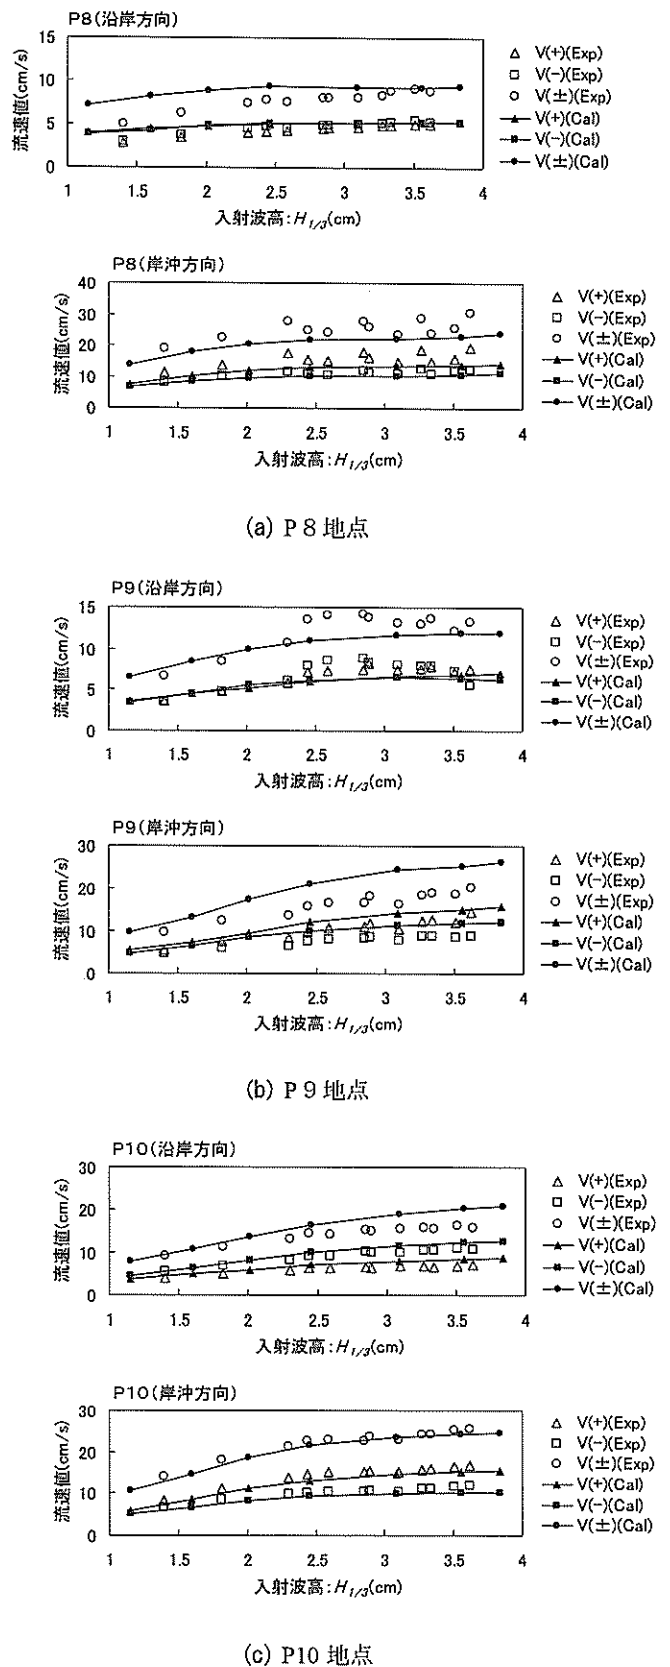 P8(沿岸方向)
15
10
5
0
流速値(cm/s)
1 1.5 2 2.5 3 3.5 4
入射波高:H1/3(cm)
V(+)(Exp)
V(-)(Exp)
V(±)(Exp)
V(+)(Cal)
V(-)(Cal)
V(±)(Cal)
P8(岸沖方向)
40
30
20
10
0
流速値(cm/s)
1 1.5 2 2.5 3 3.5 4
入射波高:H1/3(cm)
V(+)(Exp)
V(-)(Exp)
V(±)(Exp)
V(+)(Cal)
V(-)(Cal)
V(±)(Cal)
(a) P8地点
P9(沿岸方向)
15
10
5
0
流速値(cm/s)
1 1.5 2 2.5 3 3.5 4
入射波高:H1/3(cm)
V(+)(Exp)
V(-)(Exp)
V(±)(Exp)
V(+)(Cal)
V(-)(Cal)
V(±)(Cal)
P9(岸沖方向)
30
20
10
0
流速値(cm/s)
1 1.5 2 2.5 3 3.5 4
入射波高:H1/3(cm)
V(+)(Exp)
V(-)(Exp)
V(±)(Exp)
V(+)(Cal)
V(-)(Cal)
V(±)(Cal)
(b) P9地点
P10(沿岸方向)
30
20
10
0
流速値(cm/s)
1 1.5 2 2.5 3 3.5 4
入射波高:H1/3(cm)
V(+)(Exp)
V(-)(Exp)
V(±)(Exp)
V(+)(Cal)
V(-)(Cal)
V(±)(Cal)
P10(岸沖方向)
30
20
10
0
流速値(cm/s)
1 1.5 2 2.5 3 3.5 4
入射波高:H1/3(cm)
V(+)(Exp)
V(-)(Exp)
V(±)(Exp)
V(+)(Cal)
V(-)(Cal)
V(±)(Cal)
(c) P10地点